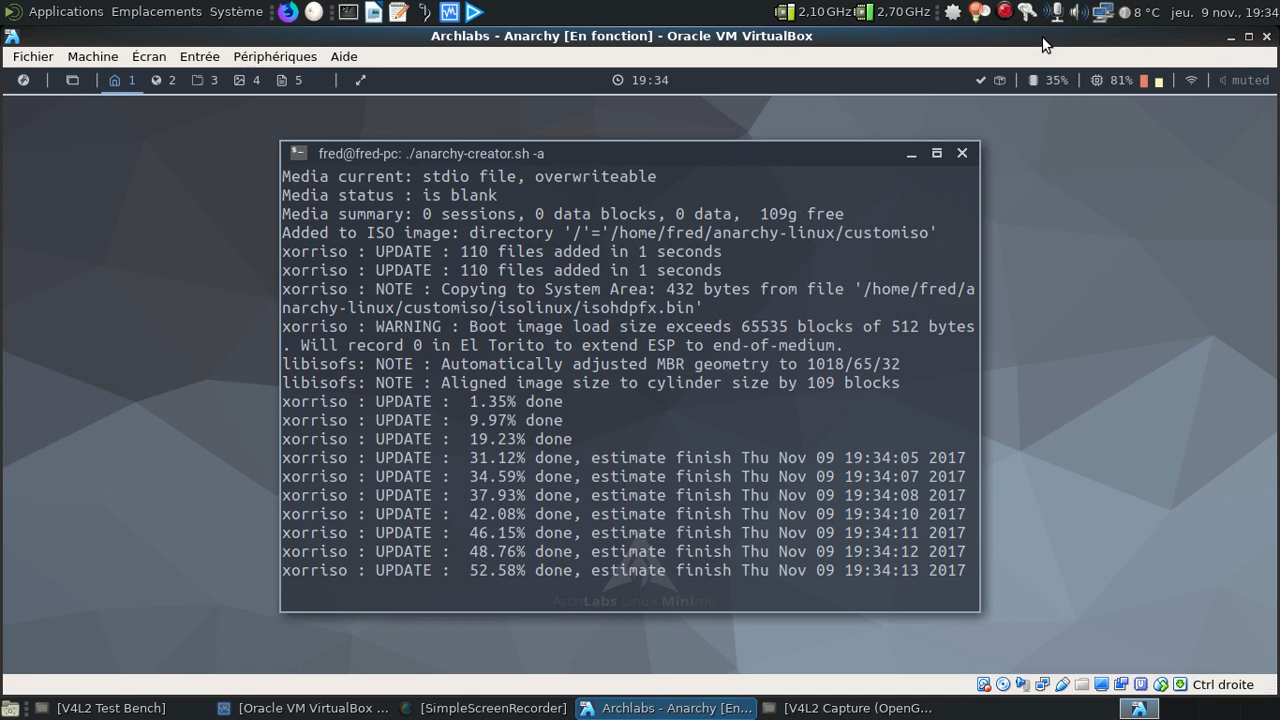 Applications Emplacements Système 2,10 GHz 2,70 GHz 8 °C jeu. 9 nov., 19:34
Archlabs - Anarchy [En fonction] - Oracle VM VirtualBox
Fichier Machine Écran Entrée Périphériques Aide
1 2 3 4 5 19:34 35% 81% muted
fred@fred-pc: ./anarchy-creator.sh -a
Media current: stdio file, overwriteable
Media status : is blank
Media summary: 0 sessions, 0 data blocks, 0 data,  109g free
Added to ISO image: directory '/'='/home/fred/anarchy-linux/customiso'
xorriso : UPDATE : 110 files added in 1 seconds
xorriso : UPDATE : 110 files added in 1 seconds
xorriso : NOTE : Copying to System Area: 432 bytes from file '/home/fred/a
narchy-linux/customiso/isolinux/isohdpfx.bin'
xorriso : WARNING : Boot image load size exceeds 65535 blocks of 512 bytes
. Will record 0 in El Torito to extend ESP to end-of-medium.
libisofs: NOTE : Automatically adjusted MBR geometry to 1018/65/32
libisofs: NOTE : Aligned image size to cylinder size by 109 blocks
xorriso : UPDATE :  1.35% done
xorriso : UPDATE :  9.97% done
xorriso : UPDATE :  19.23% done
xorriso : UPDATE :  31.12% done, estimate finish Thu Nov 09 19:34:05 2017
xorriso : UPDATE :  34.59% done, estimate finish Thu Nov 09 19:34:07 2017
xorriso : UPDATE :  37.93% done, estimate finish Thu Nov 09 19:34:08 2017
xorriso : UPDATE :  42.08% done, estimate finish Thu Nov 09 19:34:10 2017
xorriso : UPDATE :  46.15% done, estimate finish Thu Nov 09 19:34:11 2017
xorriso : UPDATE :  48.76% done, estimate finish Thu Nov 09 19:34:12 2017
xorriso : UPDATE :  52.58% done, estimate finish Thu Nov 09 19:34:13 2017
ArchLabs Linux Minimo
Ctrl droite
[V4L2 Test Bench] [Oracle VM VirtualBox ... [SimpleScreenRecorder] Archlabs - Anarchy [En... [V4L2 Capture (OpenG...